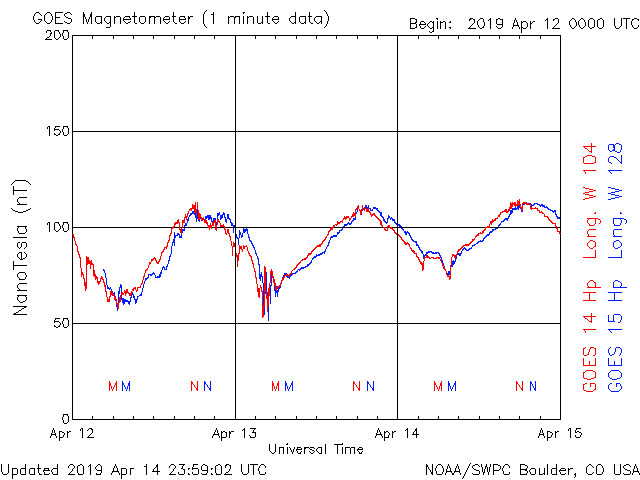 GOES Magnetometer (1 minute data)
Begin: 2019 Apr 12 0000 UTC
200
150
100
50
0
NanoTesla (nT)
M M N N M M N N M M N N
Apr 12 Apr 13 Apr 14 Apr 15
Universal Time
GOES 14 Hp Long. W 104
GOES 15 Hp Long. W 128
Updated 2019 Apr 14 23:59:02 UTC
NOAA/SWPC Boulder, CO USA